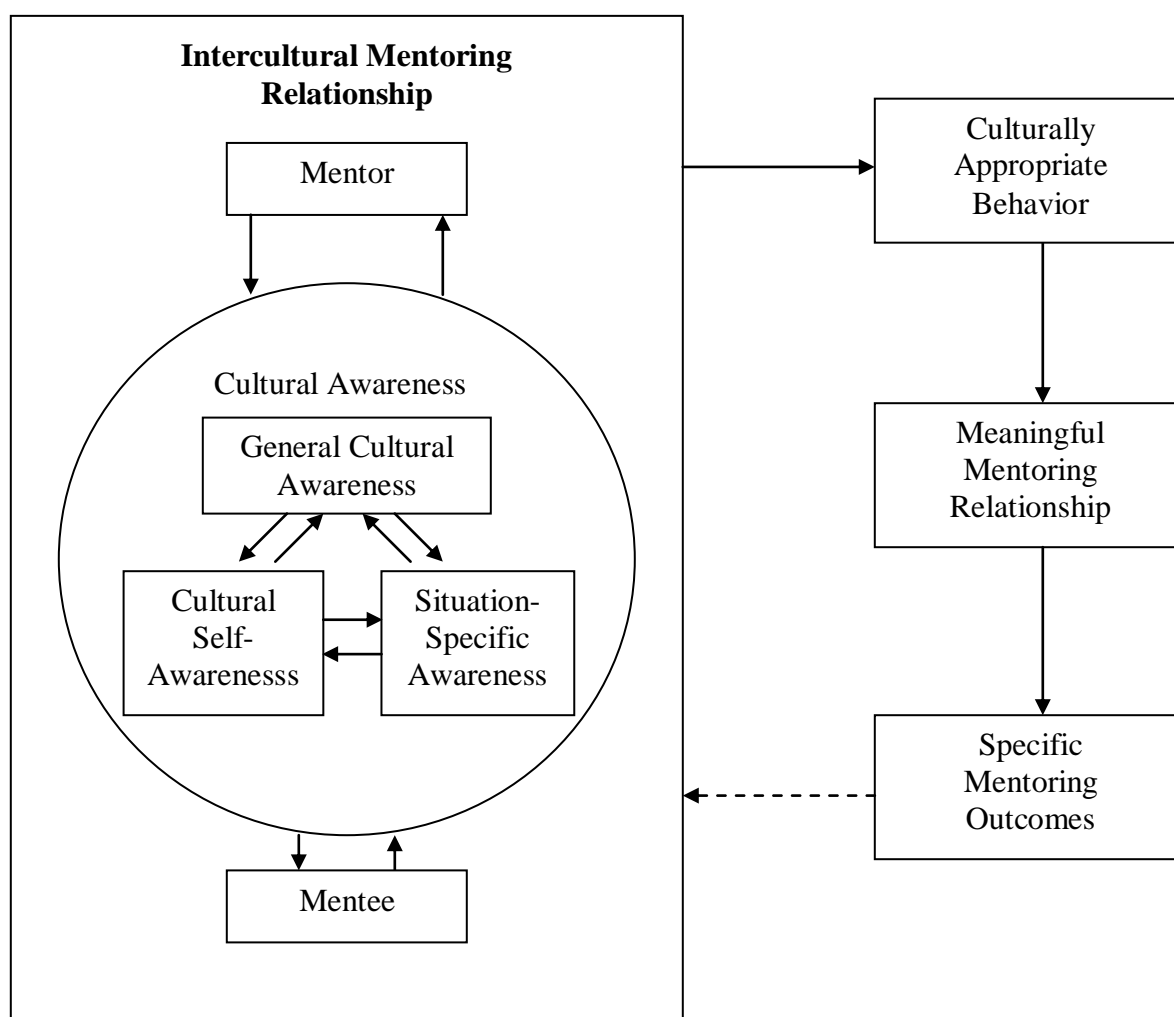 Intercultural Mentoring
Relationship
Mentor
Cultural Awareness
General Cultural
Awareness
Cultural
Self-
Awarenesss
Situation-
Specific
Awareness
Mentee
Culturally
Appropriate
Behavior
Meaningful
Mentoring
Relationship
Specific
Mentoring
Outcomes